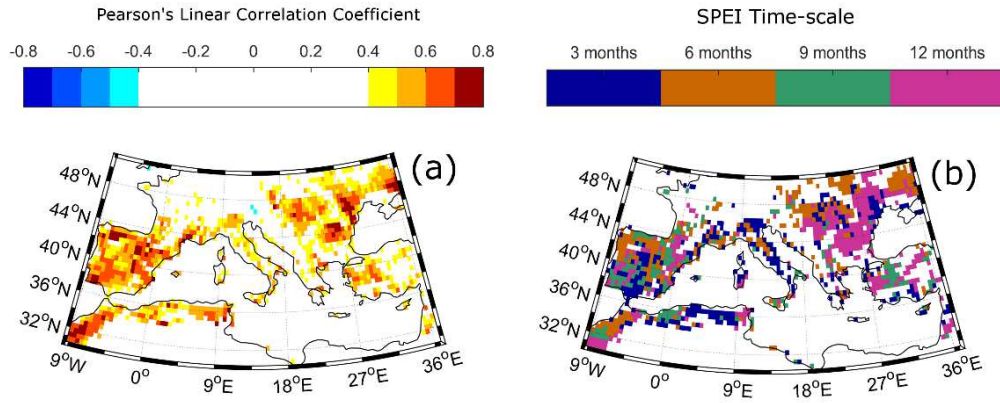 Pearson's Linear Correlation Coefficient
-0.8 -0.6 -0.4 -0.2 0 0.2 0.4 0.6 0.8
(a)
48°N
44°N
40°N
36°N
32°N
9°W 0° 9°E 18°E 27°E 36°E
SPEI Time-scale
3 months 6 months 9 months 12 months
(b)
48°N
44°N
40°N
36°N
32°N
9°W 0° 9°E 18°E 27°E 36°E